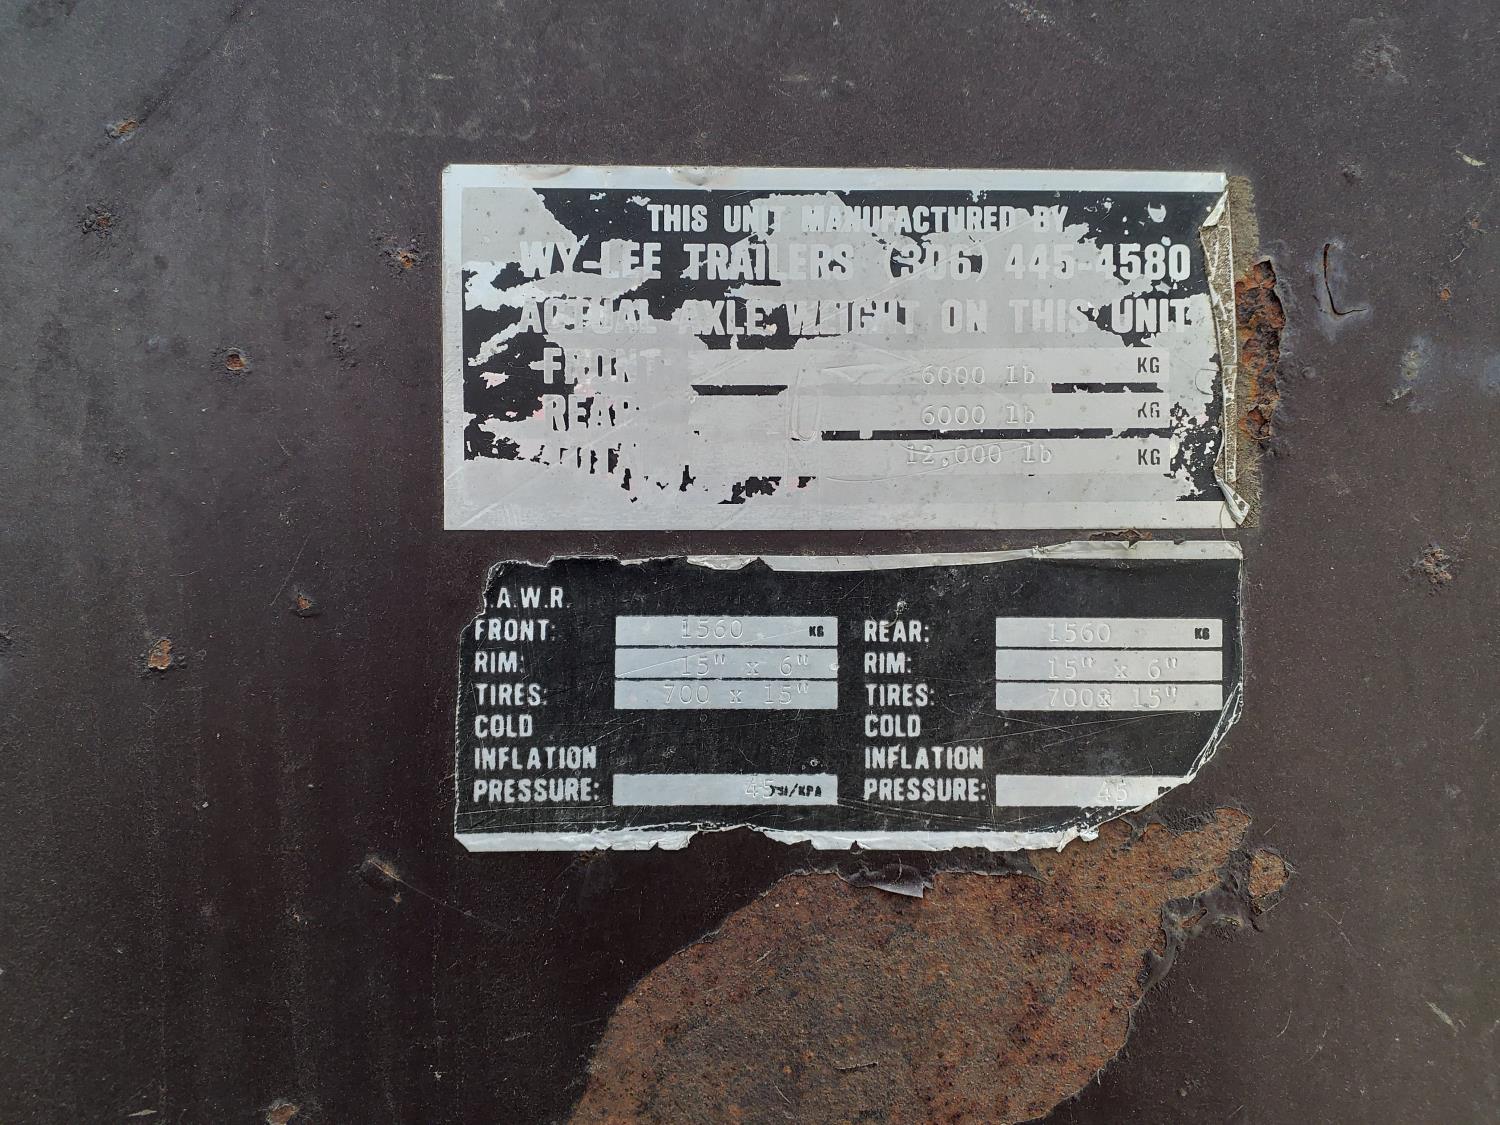 THIS UNIT MANUFACTURED BY
WY-LEE TRAILERS (306) 445-4580
ACTUAL AXLE WEIGHT ON THIS UNIT
FRONT 6000 lb KG
REAR 6000 lb KG
12,000 lb KG
.A.W.R.
FRONT: 1560 KG REAR: 1560 KG
RIM: 15" x 6" RIM: 15" x 6"
TIRES: 700 x 15" TIRES: 700x 15"
COLD COLD
INFLATION INFLATION
PRESSURE: 45 PSI/KPA PRESSURE: 45